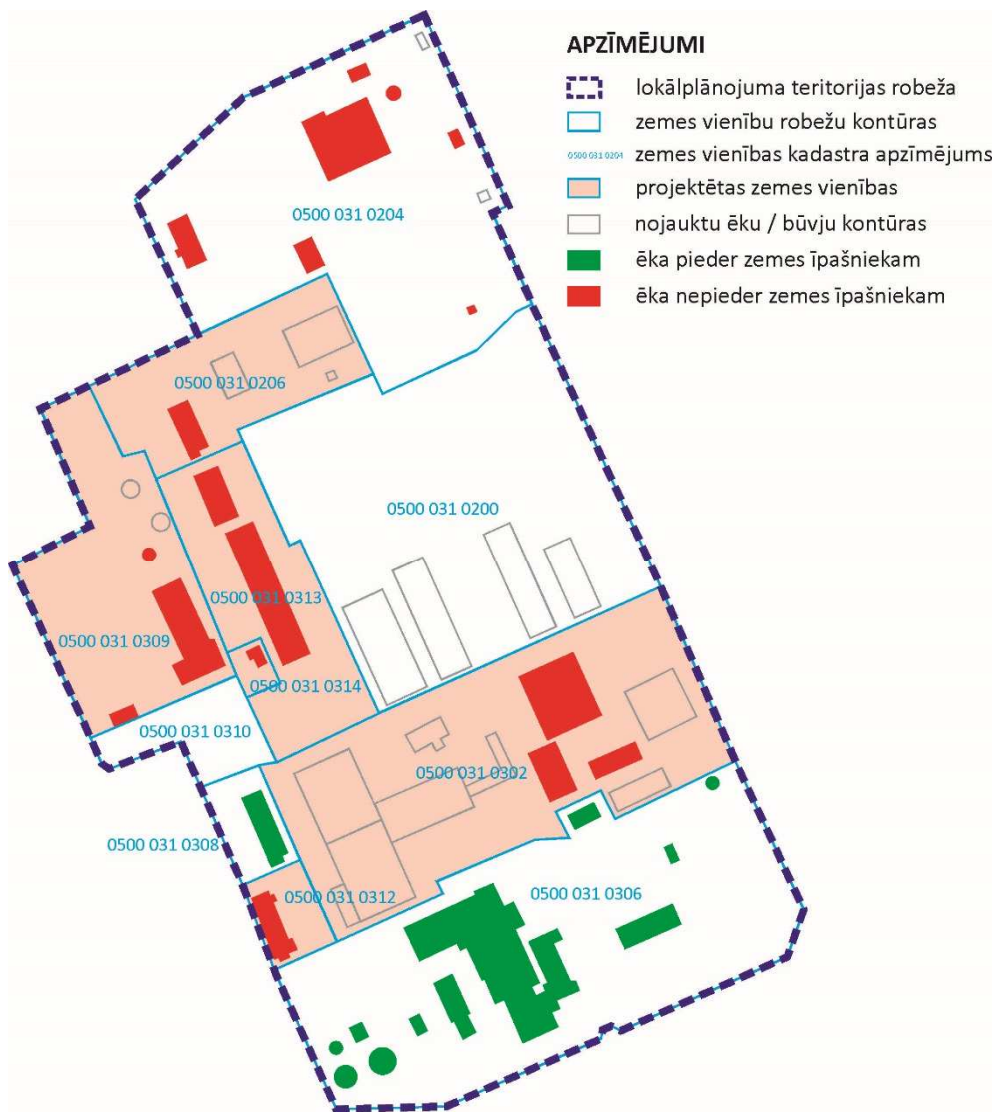 APZĪMĒJUMI
lokālplānojuma teritorijas robeža
zemes vienību robežu kontūras
0500 031 0204 zemes vienības kadastra apzīmējums
projektētas zemes vienības
nojauktu ēku / būvju kontūras
ēka pieder zemes īpašniekam
ēka nepieder zemes īpašniekam
0500 031 0204
0500 031 0206
0500 031 0200
0500 031 0313
0500 031 0309
0500 031 0314
0500 031 0310
0500 031 0302
0500 031 0308
0500 031 0312
0500 031 0306